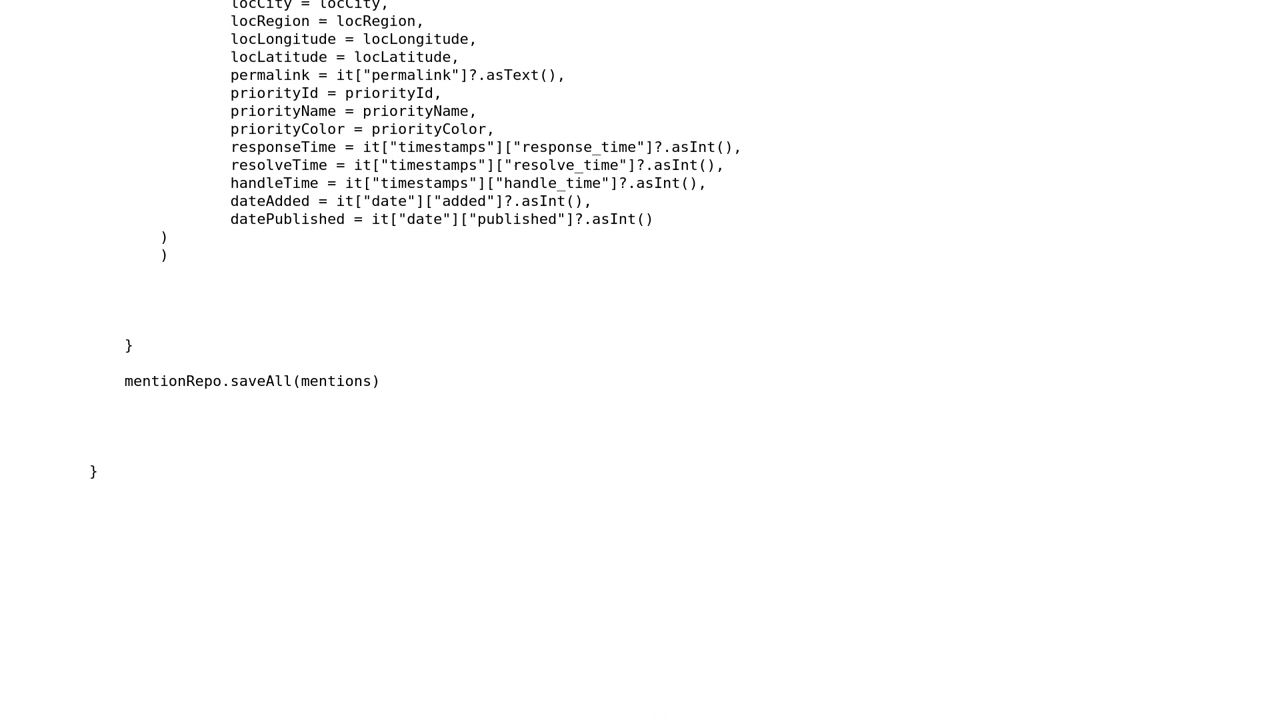 locCity = locCity,
locRegion = locRegion,
locLongitude = locLongitude,
locLatitude = locLatitude,
permalink = it["permalink"]?.asText(),
priorityId = priorityId,
priorityName = priorityName,
priorityColor = priorityColor,
responseTime = it["timestamps"]["response_time"]?.asInt(),
resolveTime = it["timestamps"]["resolve_time"]?.asInt(),
handleTime = it["timestamps"]["handle_time"]?.asInt(),
dateAdded = it["date"]["added"]?.asInt(),
datePublished = it["date"]["published"]?.asInt()
)
)
}
mentionRepo.saveAll(mentions)
}